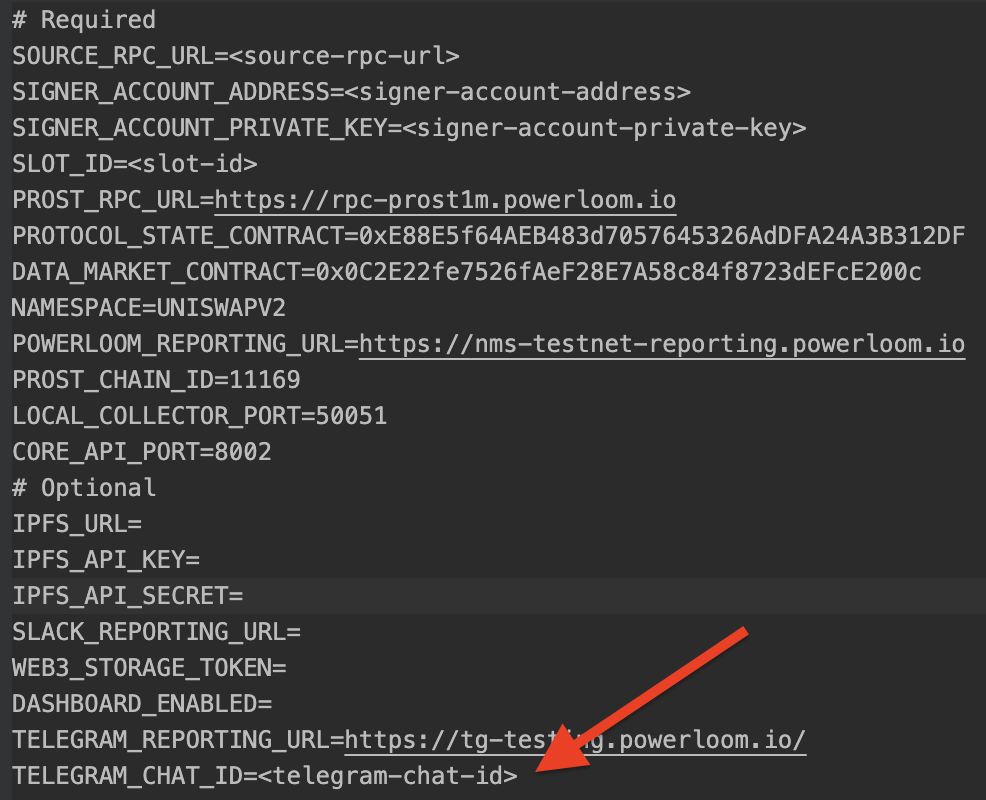 # Required
SOURCE_RPC_URL=<source-rpc-url>
SIGNER_ACCOUNT_ADDRESS=<signer-account-address>
SIGNER_ACCOUNT_PRIVATE_KEY=<signer-account-private-key>
SLOT_ID=<slot-id>
PROST_RPC_URL=https://rpc-prost1m.powerloom.io
PROTOCOL_STATE_CONTRACT=0xE88E5f64AEB483d7057645326AdDFA24A3B312DF
DATA_MARKET_CONTRACT=0x0C2E22fe7526fAeF28E7A58c84f8723dEFcE200c
NAMESPACE=UNISWAPV2
POWERLOOM_REPORTING_URL=https://nms-testnet-reporting.powerloom.io
PROST_CHAIN_ID=11169
LOCAL_COLLECTOR_PORT=50051
CORE_API_PORT=8002
# Optional
IPFS_URL=
IPFS_API_KEY=
IPFS_API_SECRET=
SLACK_REPORTING_URL=
WEB3_STORAGE_TOKEN=
DASHBOARD_ENABLED=
TELEGRAM_REPORTING_URL=https://tg-testing.powerloom.io/
TELEGRAM_CHAT_ID=<telegram-chat-id>